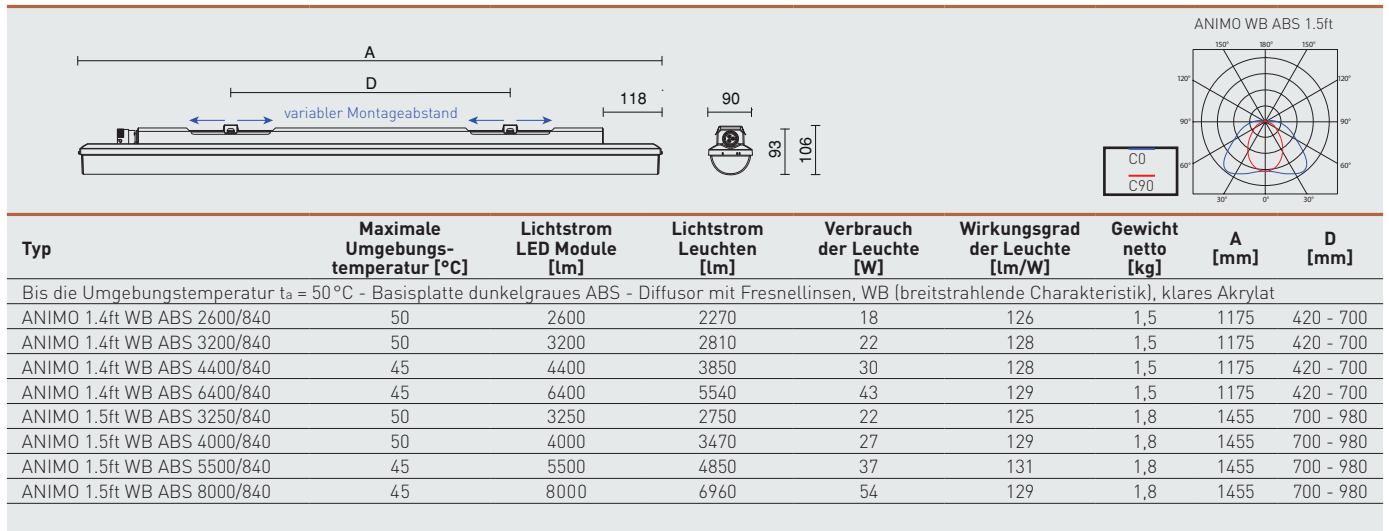 ANIMO WB ABS 1.5ft
A
D
variabler Montageabstand
118
90
93
106
150° 180° 150°
120° 120°
90° 90°
60° 60°
30° 0° 30°
C0
C90
Typ
Maximale Umgebungs- temperatur [°C]
Lichtstrom LED Module [lm]
Lichtstrom Leuchten [lm]
Verbrauch der Leuchte [W]
Wirkungsgrad der Leuchte [lm/W]
Gewicht netto [kg]
A [mm]
D [mm]
Bis die Umgebungstemperatur ta = 50°C - Basisplatte dunkelgraues ABS - Diffusor mit Fresnellinsen, WB (breitstrahlende Charakteristik), klares Akrylat
ANIMO 1.4ft WB ABS 2600/840 50 2600 2270 18 126 1,5 1175 420 - 700
ANIMO 1.4ft WB ABS 3200/840 50 3200 2810 22 128 1,5 1175 420 - 700
ANIMO 1.4ft WB ABS 4400/840 45 4400 3850 30 128 1,5 1175 420 - 700
ANIMO 1.4ft WB ABS 6400/840 45 6400 5540 43 129 1,5 1175 420 - 700
ANIMO 1.5ft WB ABS 3250/840 50 3250 2750 22 125 1,8 1455 700 - 980
ANIMO 1.5ft WB ABS 4000/840 50 4000 3470 27 129 1,8 1455 700 - 980
ANIMO 1.5ft WB ABS 5500/840 45 5500 4850 37 131 1,8 1455 700 - 980
ANIMO 1.5ft WB ABS 8000/840 45 8000 6960 54 129 1,8 1455 700 - 980